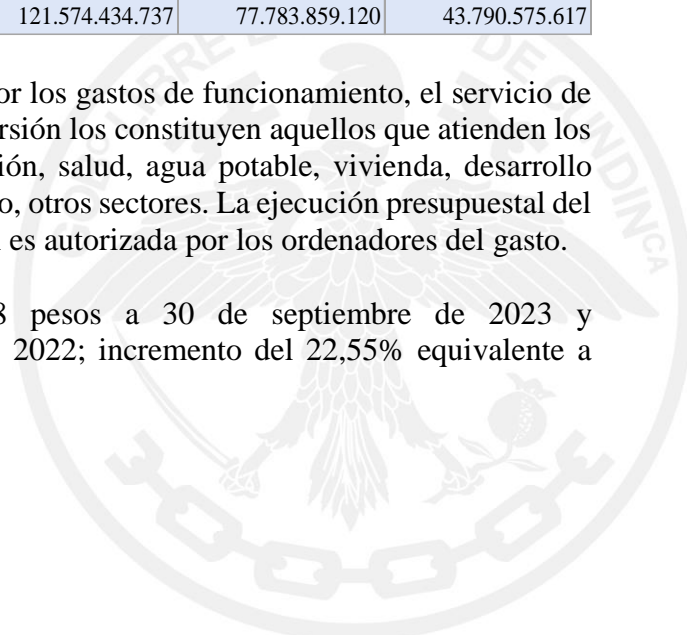 121.574.434.737 77.783.859.120 43.790.575.617
or los gastos de funcionamiento, el servicio de
rsión los constituyen aquellos que atienden los
ión, salud, agua potable, vivienda, desarrollo
o, otros sectores. La ejecución presupuestal del
es autorizada por los ordenadores del gasto.
8 pesos a 30 de septiembre de 2023 y
2022; incremento del 22,55% equivalente a